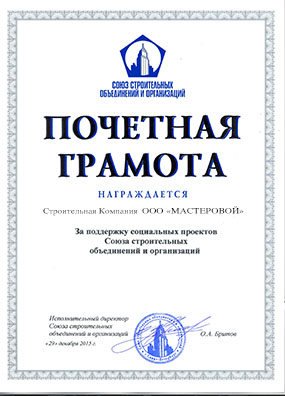 СОЮЗ СТРОИТЕЛЬНЫХ
ОБЪЕДИНЕНИЙ И ОРГАНИЗАЦИЙ
ПОЧЕТНАЯ
ГРАМОТА
НАГРАЖДАЕТСЯ
Строительная Компания ООО «МАСТЕРОВОЙ»
За поддержку социальных проектов
Союза строительных
объединений и организаций
Исполнительный директор
Союза строительных
объединений и организаций
О.А. Бритов
«29» декабря 2015 г.